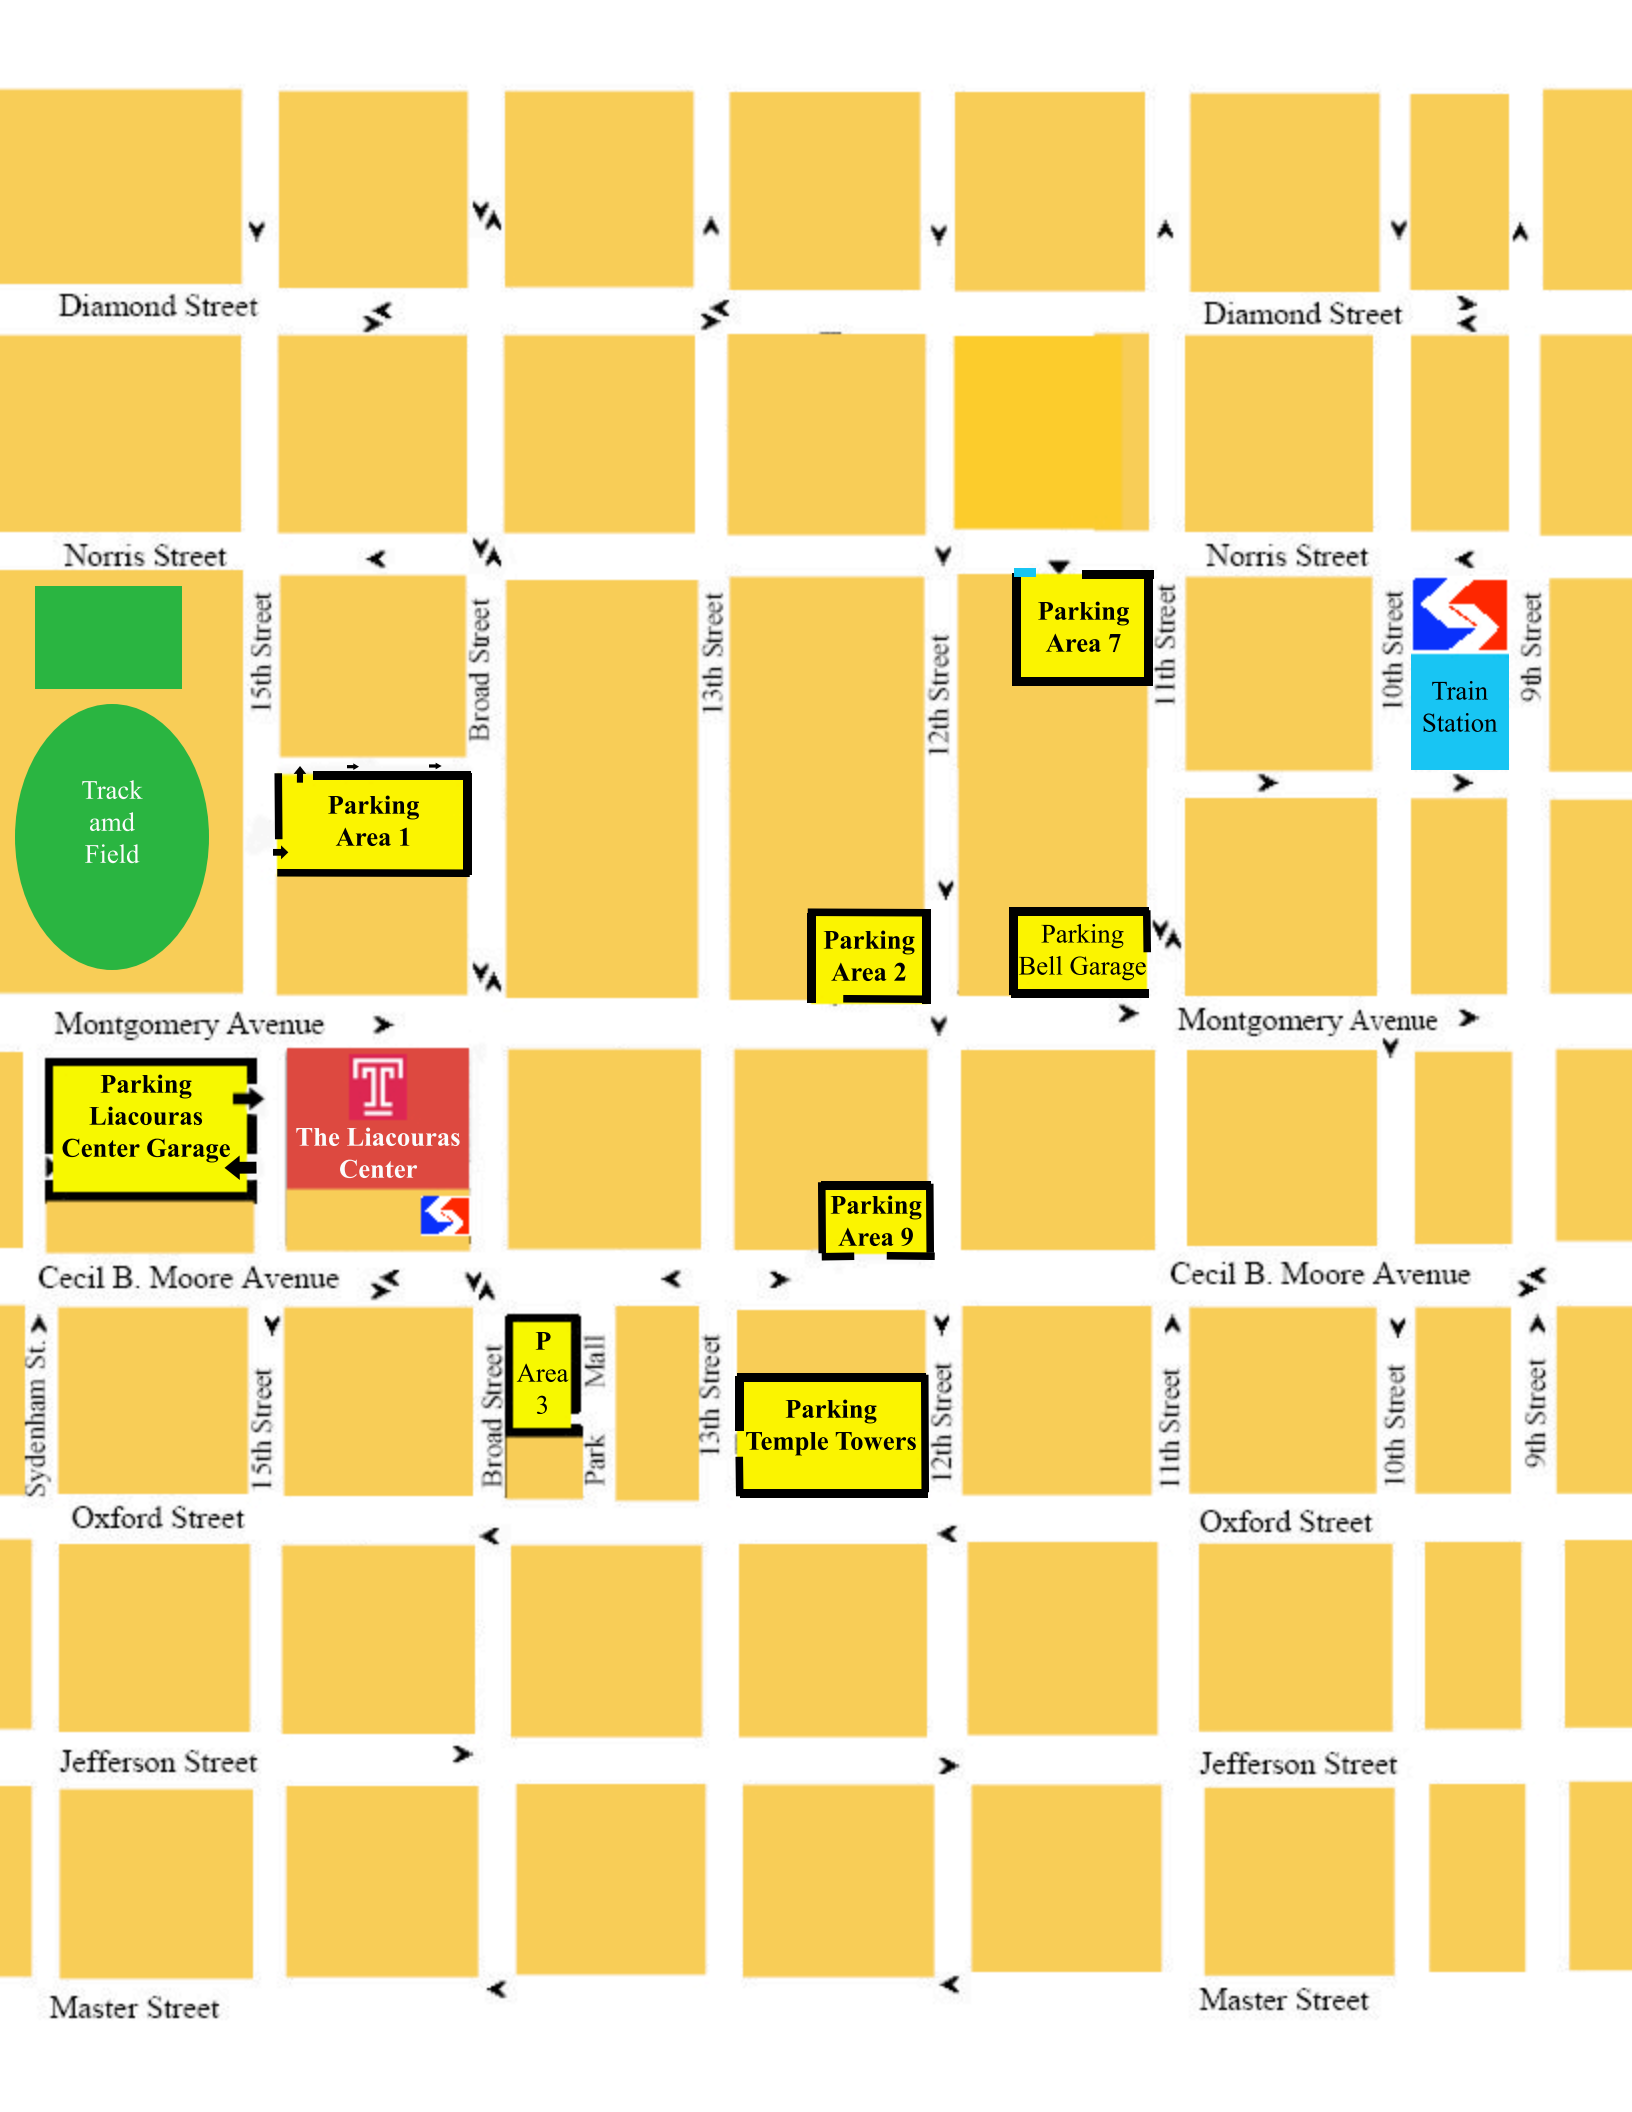 Diamond Street
Diamond Street
Norris Street
Norris Street
15th Street
Broad Street
13th Street
12th Street
11th Street
10th Street
9th Street
Parking
Area 7
Train
Station
Track
amd
Field
Parking
Area 1
Parking
Area 2
Parking
Bell Garage
Montgomery Avenue
Montgomery Avenue
Parking
Liacouras
Center Garage
T
The Liacouras
Center
Parking
Area 9
Cecil B. Moore Avenue
Cecil B. Moore Avenue
Sydenham St.
15th Street
Broad Street
P
Area
3
Park Mall
13th Street
Parking
Temple Towers
12th Street
11th Street
10th Street
9th Street
Oxford Street
Oxford Street
Jefferson Street
Jefferson Street
Master Street
Master Street